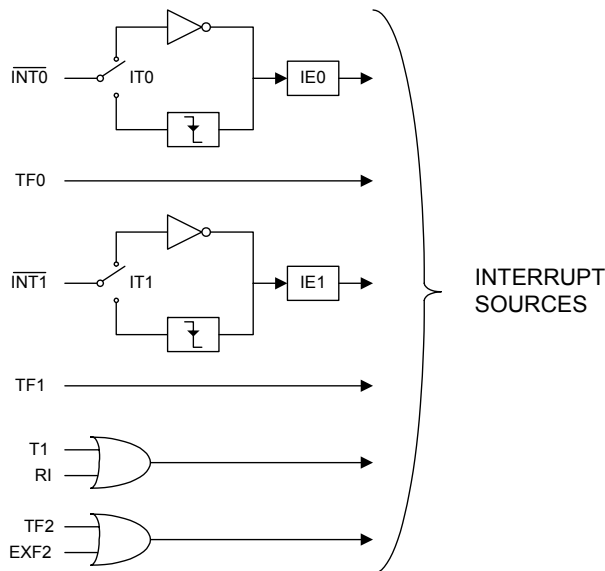 INT0
IT0
IE0
TF0
INT1
IT1
IE1
INTERRUPT
SOURCES
TF1
T1
RI
TF2
EXF2